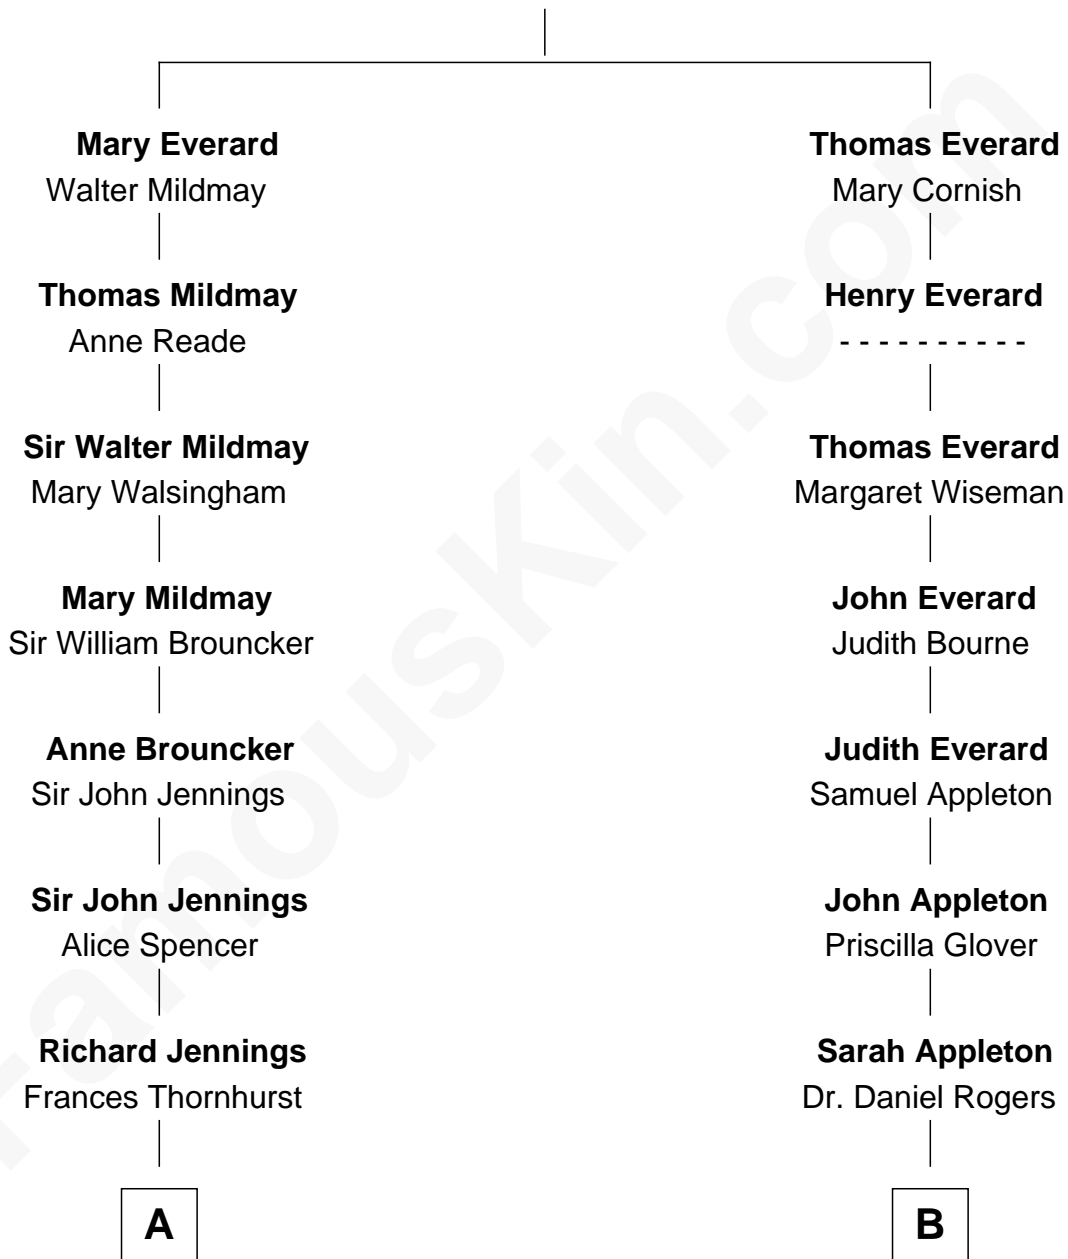 Mary Everard
Walter Mildmay
Thomas Everard
Mary Cornish
Thomas Mildmay
Anne Reade
Henry Everard
- - - - - - - - - -
Sir Walter Mildmay
Mary Walsingham
Thomas Everard
Margaret Wiseman
Mary Mildmay
Sir William Brouncker
John Everard
Judith Bourne
Anne Brouncker
Sir John Jennings
Judith Everard
Samuel Appleton
Sir John Jennings
Alice Spencer
John Appleton
Priscilla Glover
Richard Jennings
Frances Thornhurst
Sarah Appleton
Dr. Daniel Rogers
A
B
FamousKin.com